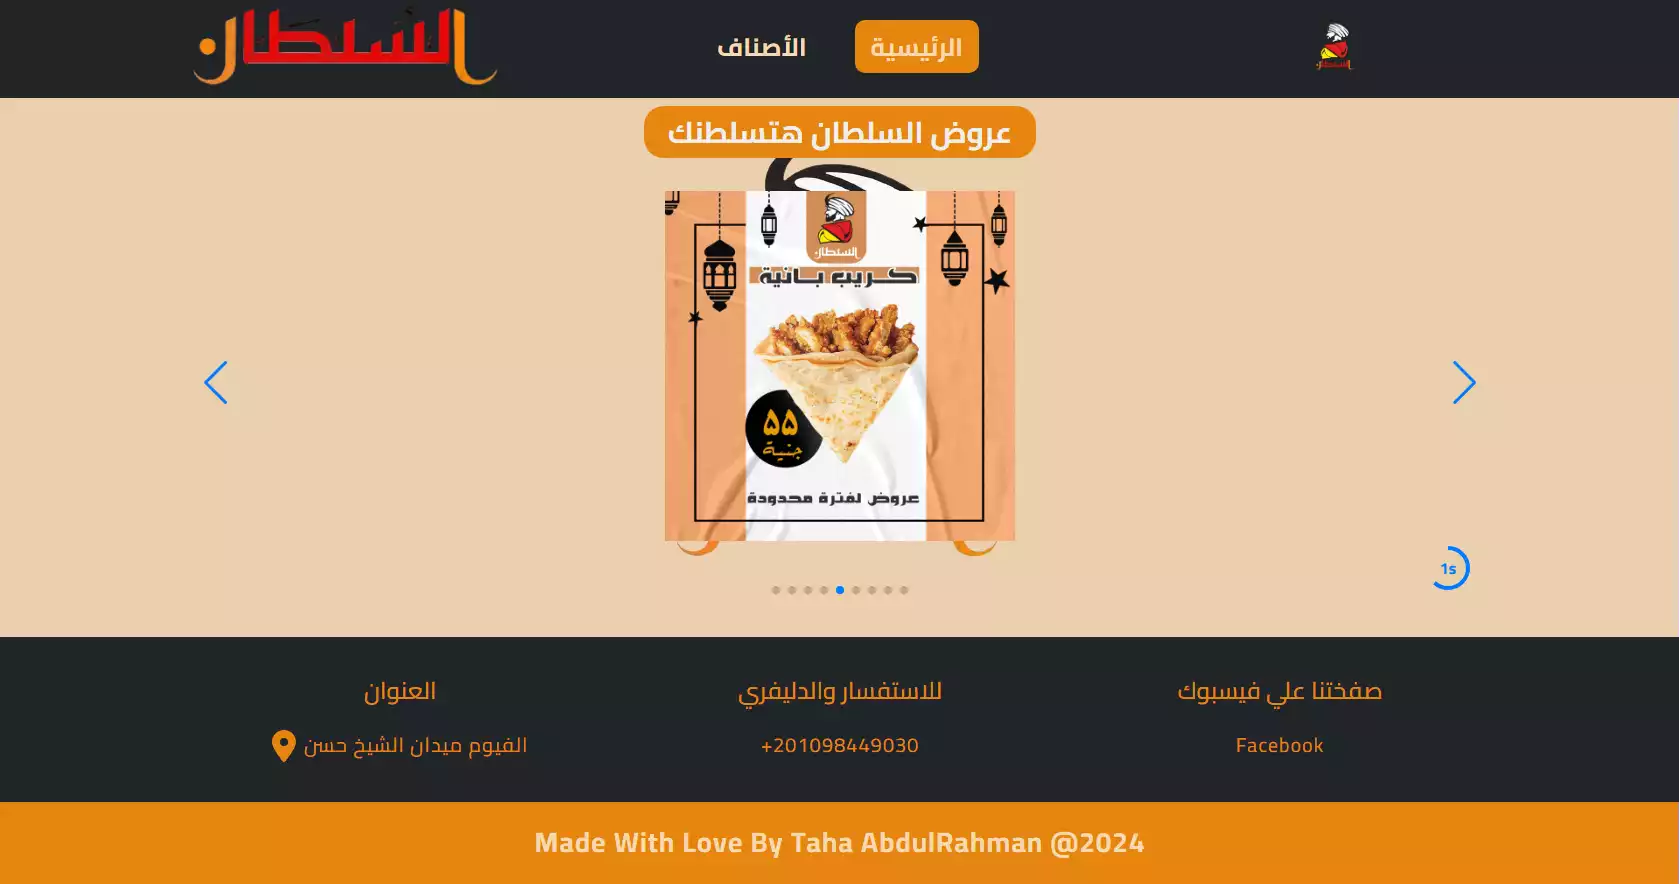 السلطان
الرئيسية
الأصناف
السلطان
عروض السلطان هتسلطنك
السلطان
كريب بانية
٥٥
جنية
عروض لفترة محدودة
1s
صفختنا علي فيسبوك
Facebook
للاستفسار والدليفري
+201098449030
العنوان
الفيوم ميدان الشيخ حسن
Made With Love By Taha AbdulRahman @2024